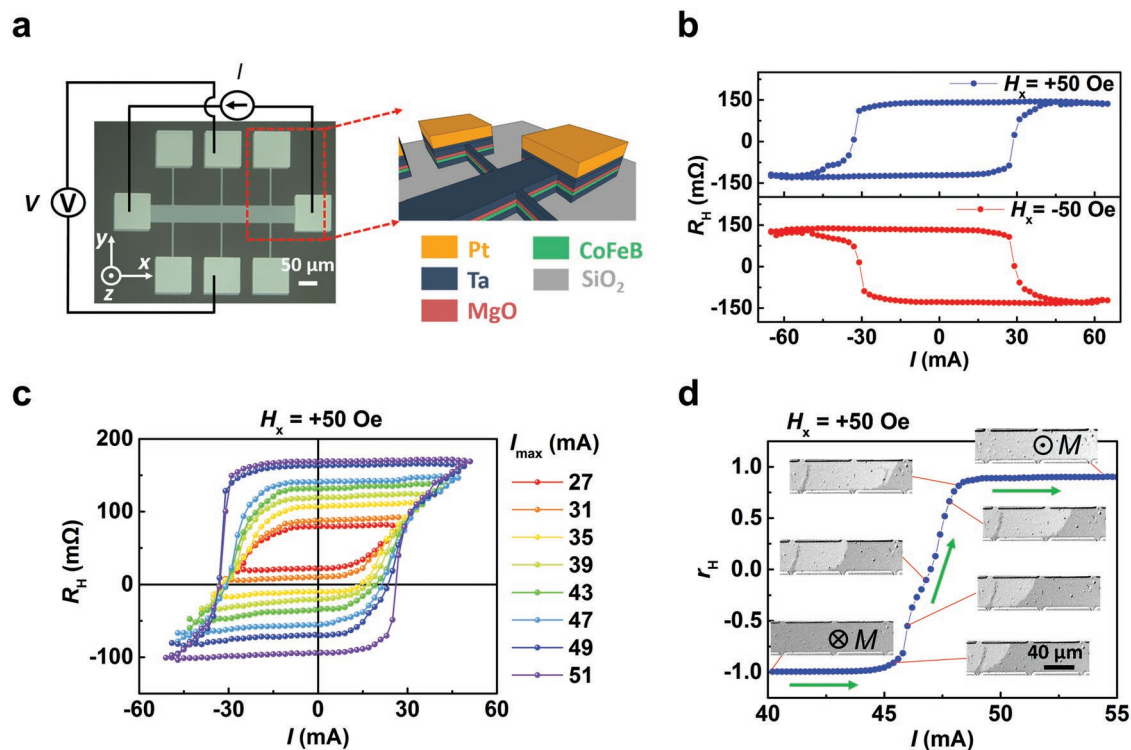 a
I
V
V
y
x
z
50 μm
Pt
Ta
MgO
CoFeB
SiO2
b
Hx = +50 Oe
150
0
-150
RH (mΩ)
Hx = -50 Oe
150
0
-150
-60 -30 0 30 60
I (mA)
c
Hx = +50 Oe
200
100
0
-100
RH (mΩ)
-60 -30 0 30 60
I (mA)
Imax (mA)
27
31
35
39
43
47
49
51
d
Hx = +50 Oe
⊙ M
1.0
0.5
0.0
-0.5
-1.0
rH
⊗ M
40 μm
40 45 50 55
I (mA)